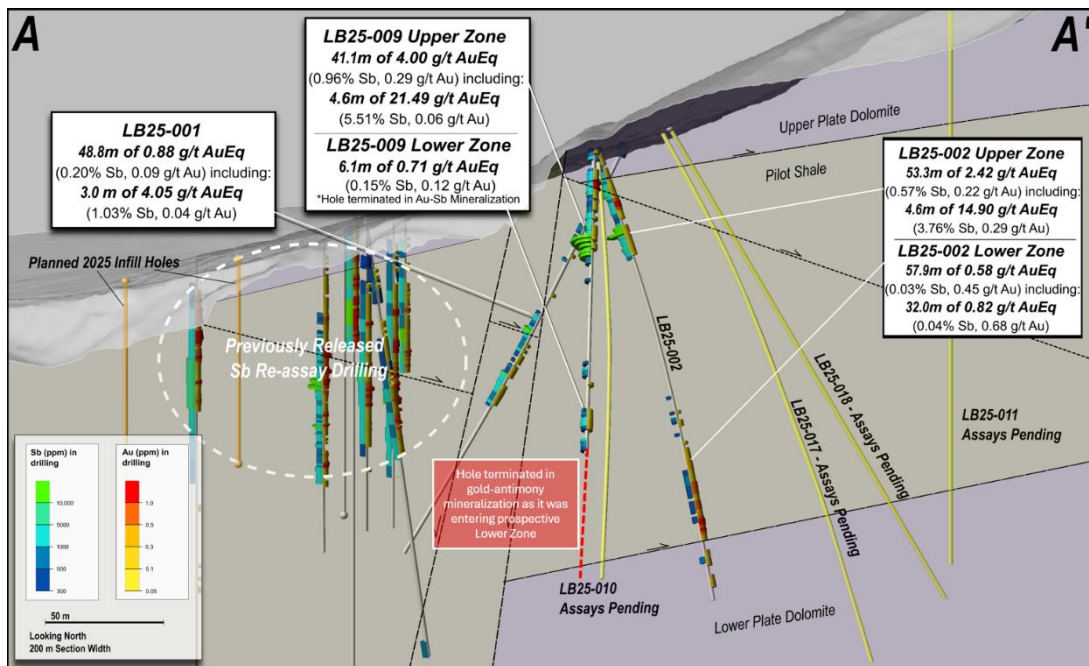 A
A'
LB25-009 Upper Zone
41.1m of 4.00 g/t AuEq
(0.96% Sb, 0.29 g/t Au) including:
4.6m of 21.49 g/t AuEq
(5.51% Sb, 0.06 g/t Au)
LB25-009 Lower Zone
6.1m of 0.71 g/t AuEq
(0.15% Sb, 0.12 g/t Au)
*Hole terminated in Au-Sb Mineralization
LB25-001
48.8m of 0.88 g/t AuEq
(0.20% Sb, 0.09 g/t Au) including:
3.0 m of 4.05 g/t AuEq
(1.03% Sb, 0.04 g/t Au)
Upper Plate Dolomite
Pilot Shale
LB25-002 Upper Zone
53.3m of 2.42 g/t AuEq
(0.57% Sb, 0.22 g/t Au) including:
4.6m of 14.90 g/t AuEq
(3.76% Sb, 0.29 g/t Au)
LB25-002 Lower Zone
57.9m of 0.58 g/t AuEq
(0.03% Sb, 0.45 g/t Au) including:
32.0m of 0.82 g/t AuEq
(0.04% Sb, 0.68 g/t Au)
Planned 2025 Infill Holes
Previously Released
Sb Re-assay Drilling
LB25-002
LB25-017 - Assays Pending
LB25-018 - Assays Pending
LB25-011
Assays Pending
Hole terminated in
gold-antimony
mineralization as it was
entering prospective
Lower Zone
LB25-010
Assays Pending
Lower Plate Dolomite
Sb (ppm) in
drilling
10,000
5000
1000
500
300
Au (ppm) in
drilling
1.0
0.5
0.3
0.1
0.05
50 m
Looking North
200 m Section Width